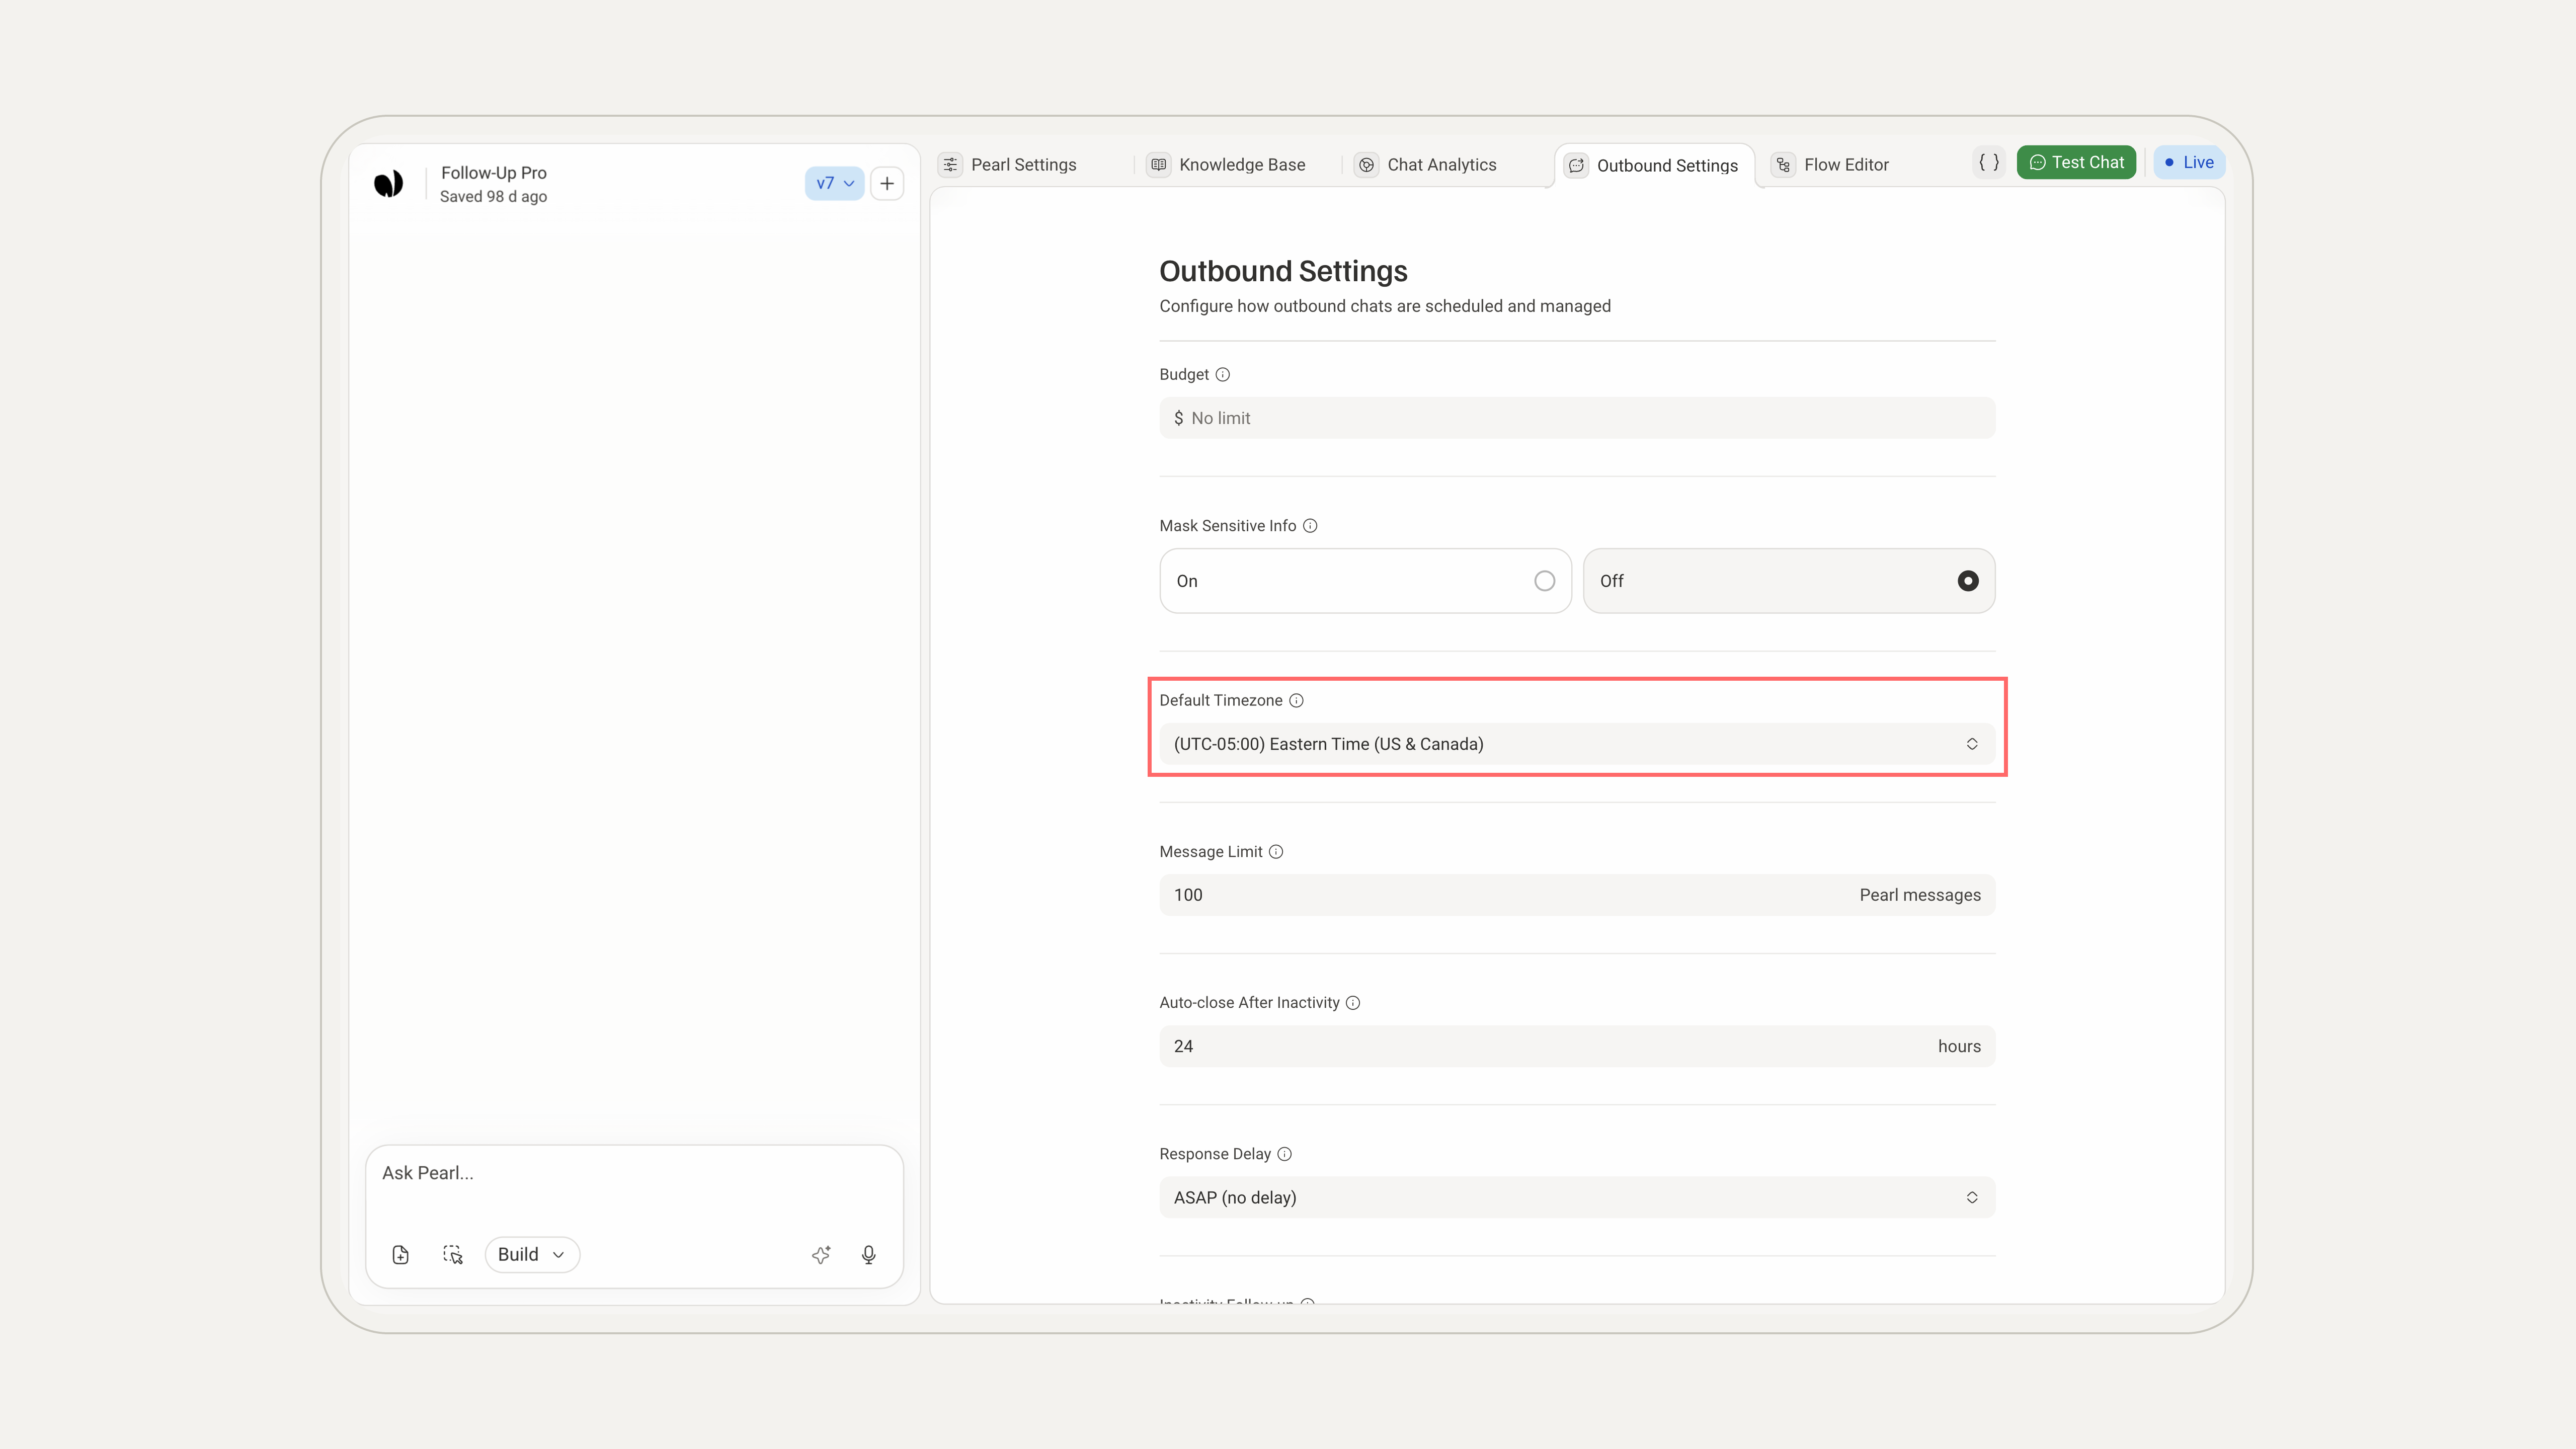 Follow-Up Pro
Saved 98 d ago
v7
Pearl Settings
Knowledge Base
Chat Analytics
Outbound Settings
Flow Editor
{ }
Test Chat
Live
Outbound Settings
Configure how outbound chats are scheduled and managed
Budget
$ No limit
Mask Sensitive Info
On
Off
Default Timezone
(UTC-05:00) Eastern Time (US & Canada)
Message Limit
100 Pearl messages
Auto-close After Inactivity
24 hours
Response Delay
ASAP (no delay)
Inactivity Follow-up
Ask Pearl...
Build